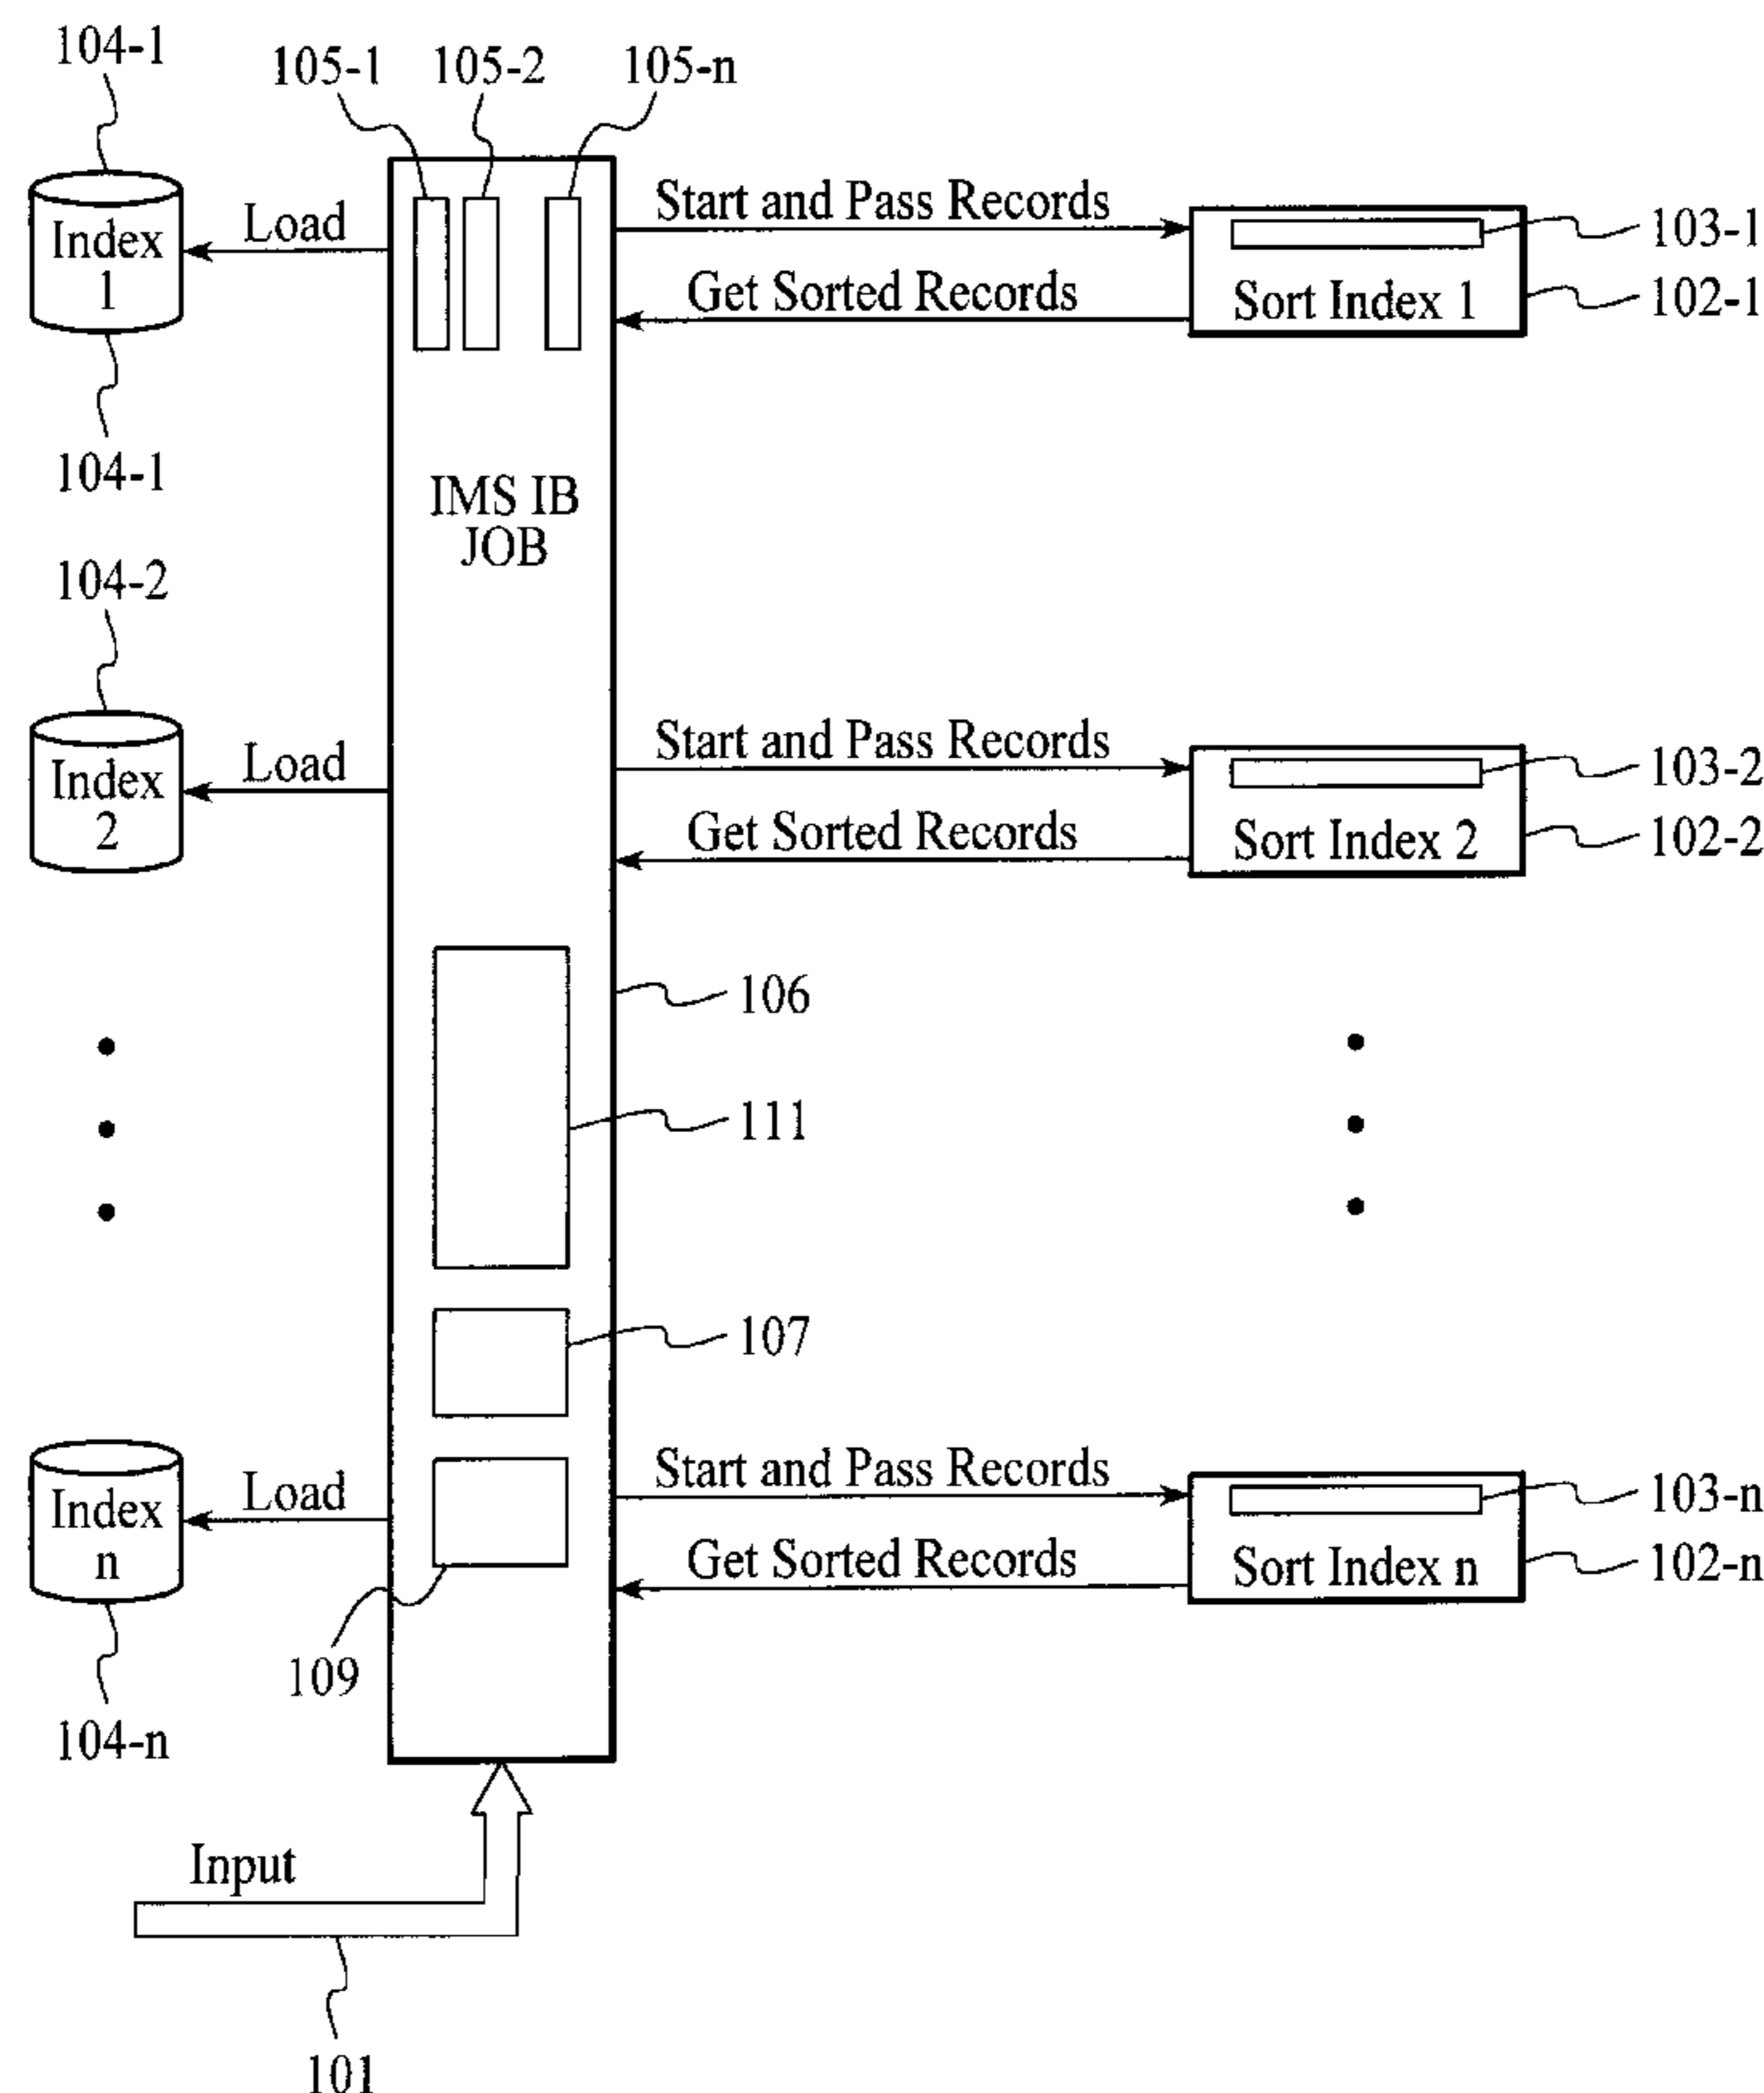 104-1
105-1 105-2 105-n
Index
1
Load
Start and Pass Records
Get Sorted Records
Sort Index 1
103-1
102-1
104-1
IMS IB
JOB
104-2
Index
2
Load
Start and Pass Records
Get Sorted Records
Sort Index 2
103-2
102-2
106
111
107
Index
n
Load
Start and Pass Records
Get Sorted Records
Sort Index n
103-n
102-n
109
104-n
Input
101